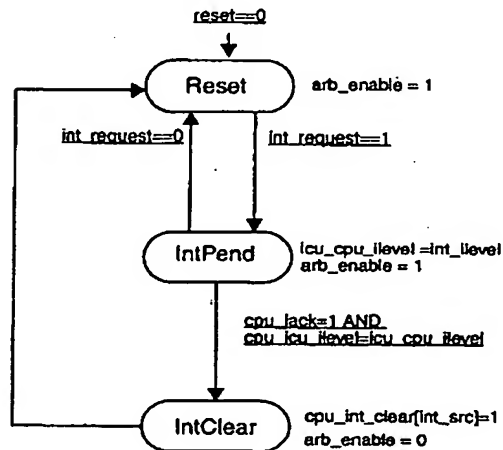 reset==0
Reset
arb_enable = 1
int_request==0
int_request==1
IntPend
icu_cpu_ilevel =int_ilevel
arb_enable = 1
cpu_iack=1 AND
cpu_icu_ilevel=icu_cpu_ilevel
IntClear
cpu_int_clear[int_src]=1
arb_enable = 0